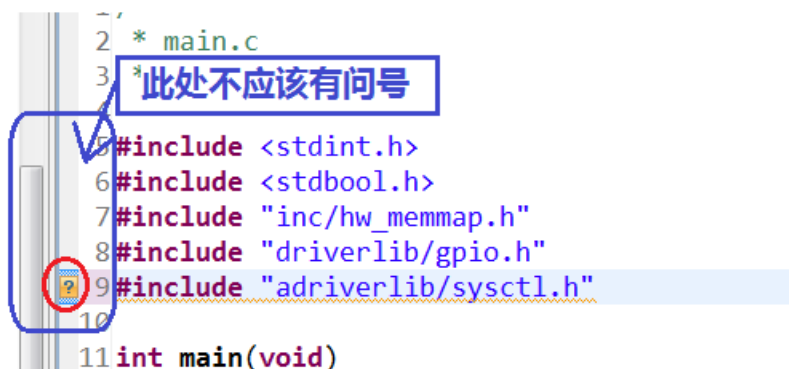 2 * main.c
3 *
此处不应该有问号
5 #include <stdint.h>
6 #include <stdbool.h>
7 #include "inc/hw_memmap.h"
8 #include "driverlib/gpio.h"
? 9 #include "adriverlib/sysctl.h"
10
11 int main(void)